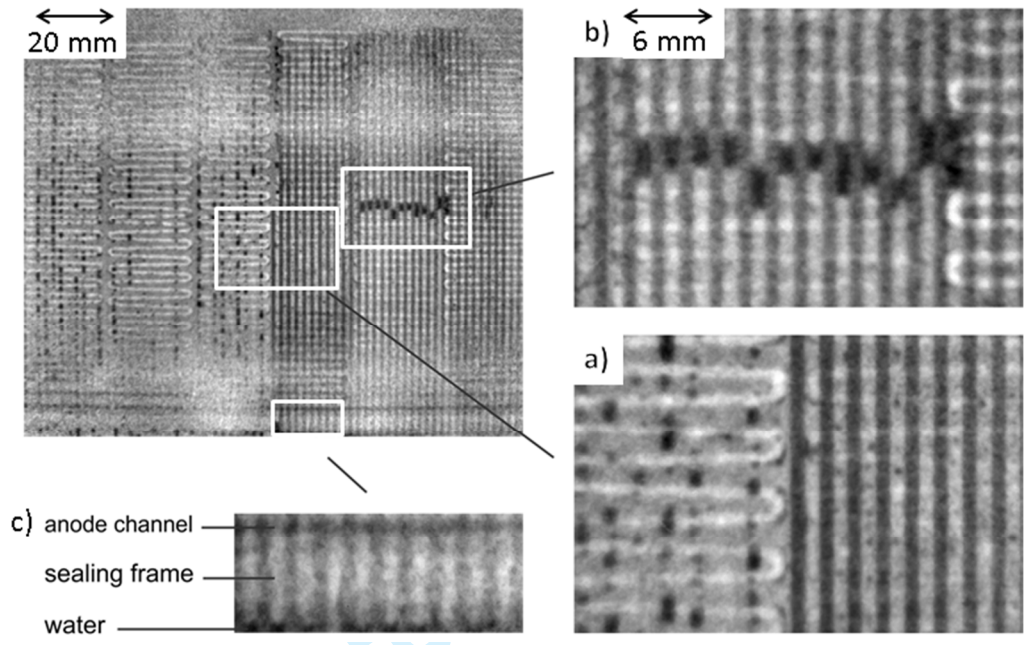 20 mm
b)
6 mm
a)
c)
anode channel
sealing frame
water